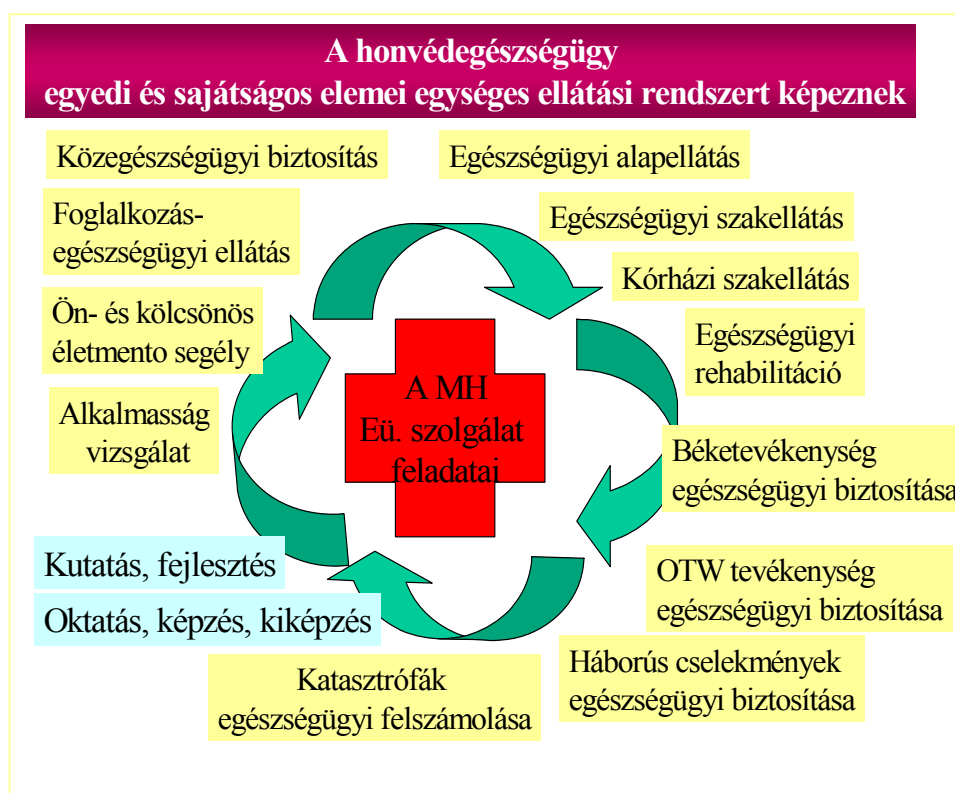 A honvédegészségügy
egyedi és sajátságos elemei egységes ellátási rendszert képeznek
Közegészségügyi biztosítás
Egészségügyi alapellátás
Foglalkozás-
egészségügyi ellátás
Egészségügyi szakellátás
Kórházi szakellátás
Ön- és kölcsönös
életmento segély
Egészségügyi
rehabilitáció
A MH
Eü. szolgálat
feladatai
Alkalmasság
vizsgálat
Béketevékenység
egészségügyi biztosítása
Kutatás, fejlesztés
Oktatás, képzés, kiképzés
OTW tevékenység
egészségügyi biztosítása
Háborús cselekmények
egészségügyi biztosítása
Katasztrófák
egészségügyi felszámolása